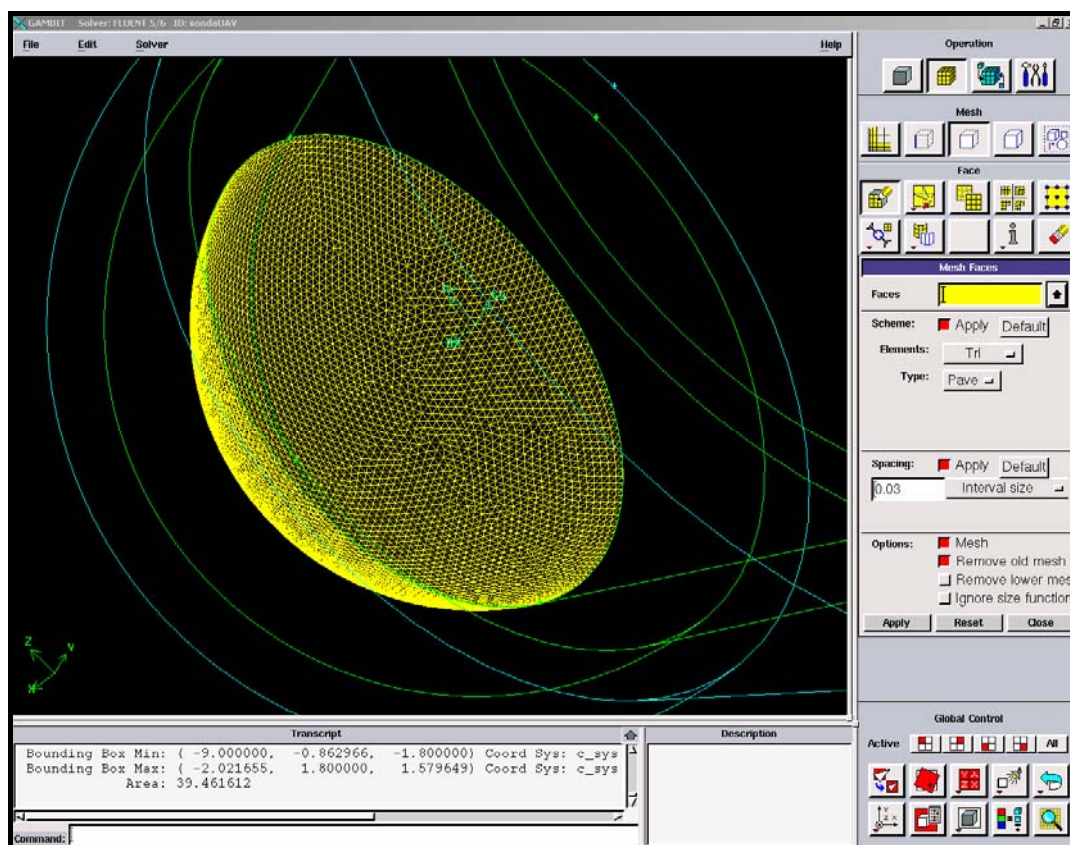 GAMBIT Solver: FLUENT 5/6 ID: sondaUAV
File Edit Solver Help
Operation
Mesh
Face
Mesh Faces
Faces
Scheme: Apply Default
Elements: Tri
Type: Pave
Spacing: Apply Default
0.03 Interval size
Options: Mesh
Remove old mesh
Remove lower mes
Ignore size function
Apply Reset Close
Z
Y
X
Transcript
Description
Bounding Box Min: ( -9.000000, -0.862966, -1.800000) Coord Sys: c_sys
Bounding Box Max: ( -2.021655, 1.800000, 1.579649) Coord Sys: c_sys
Area: 39.461612
Command:
Global Control
Active All